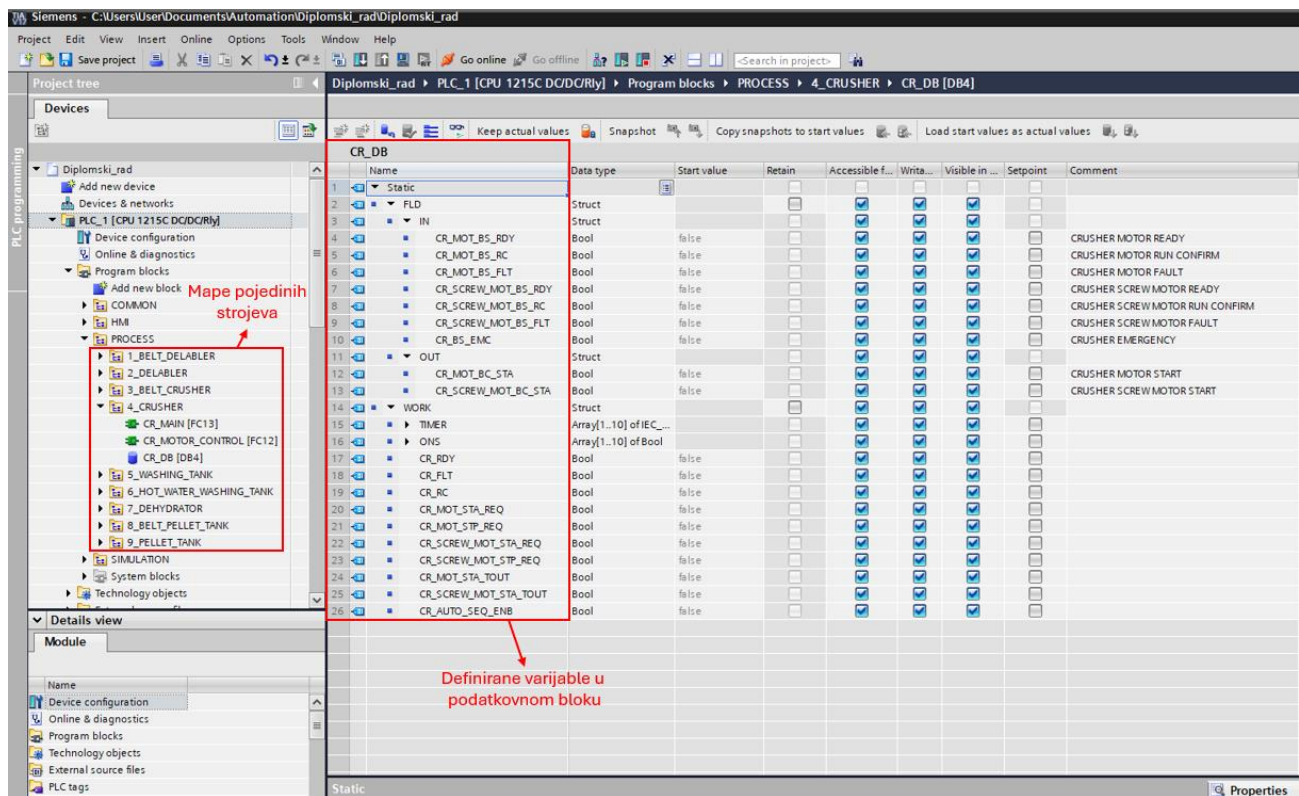 Siemens - C:\Users\User\Documents\Automation\Diplomski_rad\Diplomski_rad
Project Edit View Insert Online Options Tools Window Help
Save project Go online Go offline <Search in project>
Project tree
Diplomski_rad PLC_1 [CPU 1215C DC/DC/Rly] Program blocks PROCESS 4_CRUSHER CR_DB [DB4]
Devices
Keep actual values Snapshot Copy snapshots to start values Load start values as actual values
PLC programming
Diplomski_rad
Add new device
Devices & networks
PLC_1 [CPU 1215C DC/DC/Rly]
Device configuration
Online & diagnostics
Program blocks
Add new block
COMMON
HMI
PROCESS
1_BELT_DELABLER
2_DELABLER
3_BELT_CRUSHER
4_CRUSHER
CR_MAIN [FC13]
CR_MOTOR_CONTROL [FC12]
CR_DB [DB4]
5_WASHING_TANK
6_HOT_WATER_WASHING_TANK
7_DEHYDRATOR
8_BELT_PELLET_TANK
9_PELLET_TANK
SIMULATION
System blocks
Technology objects
Mape pojedinih
strojeva
Details view
Module
Name
Device configuration
Online & diagnostics
Program blocks
Technology objects
External source files
PLC tags
CR_DB
Name Data type Start value Retain Accessible f... Writa... Visible in ... Setpoint Comment
1 Static
2 FLD Struct
3 IN Struct
4 CR_MOT_BS_RDY Bool false CRUSHER MOTOR READY
5 CR_MOT_BS_RC Bool false CRUSHER MOTOR RUN CONFIRM
6 CR_MOT_BS_FLT Bool false CRUSHER MOTOR FAULT
7 CR_SCREW_MOT_BS_RDY Bool false CRUSHER SCREW MOTOR READY
8 CR_SCREW_MOT_BS_RC Bool false CRUSHER SCREW MOTOR RUN CONFIRM
9 CR_SCREW_MOT_BS_FLT Bool false CRUSHER SCREW MOTOR FAULT
10 CR_BS_EMC Bool false CRUSHER EMERGENCY
11 OUT Struct
12 CR_MOT_BC_STA Bool false CRUSHER MOTOR START
13 CR_SCREW_MOT_BC_STA Bool false CRUSHER SCREW MOTOR START
14 WORK Struct
15 TIMER Array[1..10] of IEC_...
16 ONS Array[1..10] of Bool
17 CR_RDY Bool false
18 CR_FLT Bool false
19 CR_RC Bool false
20 CR_MOT_STA_REQ Bool false
21 CR_MOT_STP_REQ Bool false
22 CR_SCREW_MOT_STA_REQ Bool false
23 CR_SCREW_MOT_STP_REQ Bool false
24 CR_MOT_STA_TOUT Bool false
25 CR_SCREW_MOT_STA_TOUT Bool false
26 CR_AUTO_SEQ_ENB Bool false
Definirane varijable u
podatkovnom bloku
Static Properties